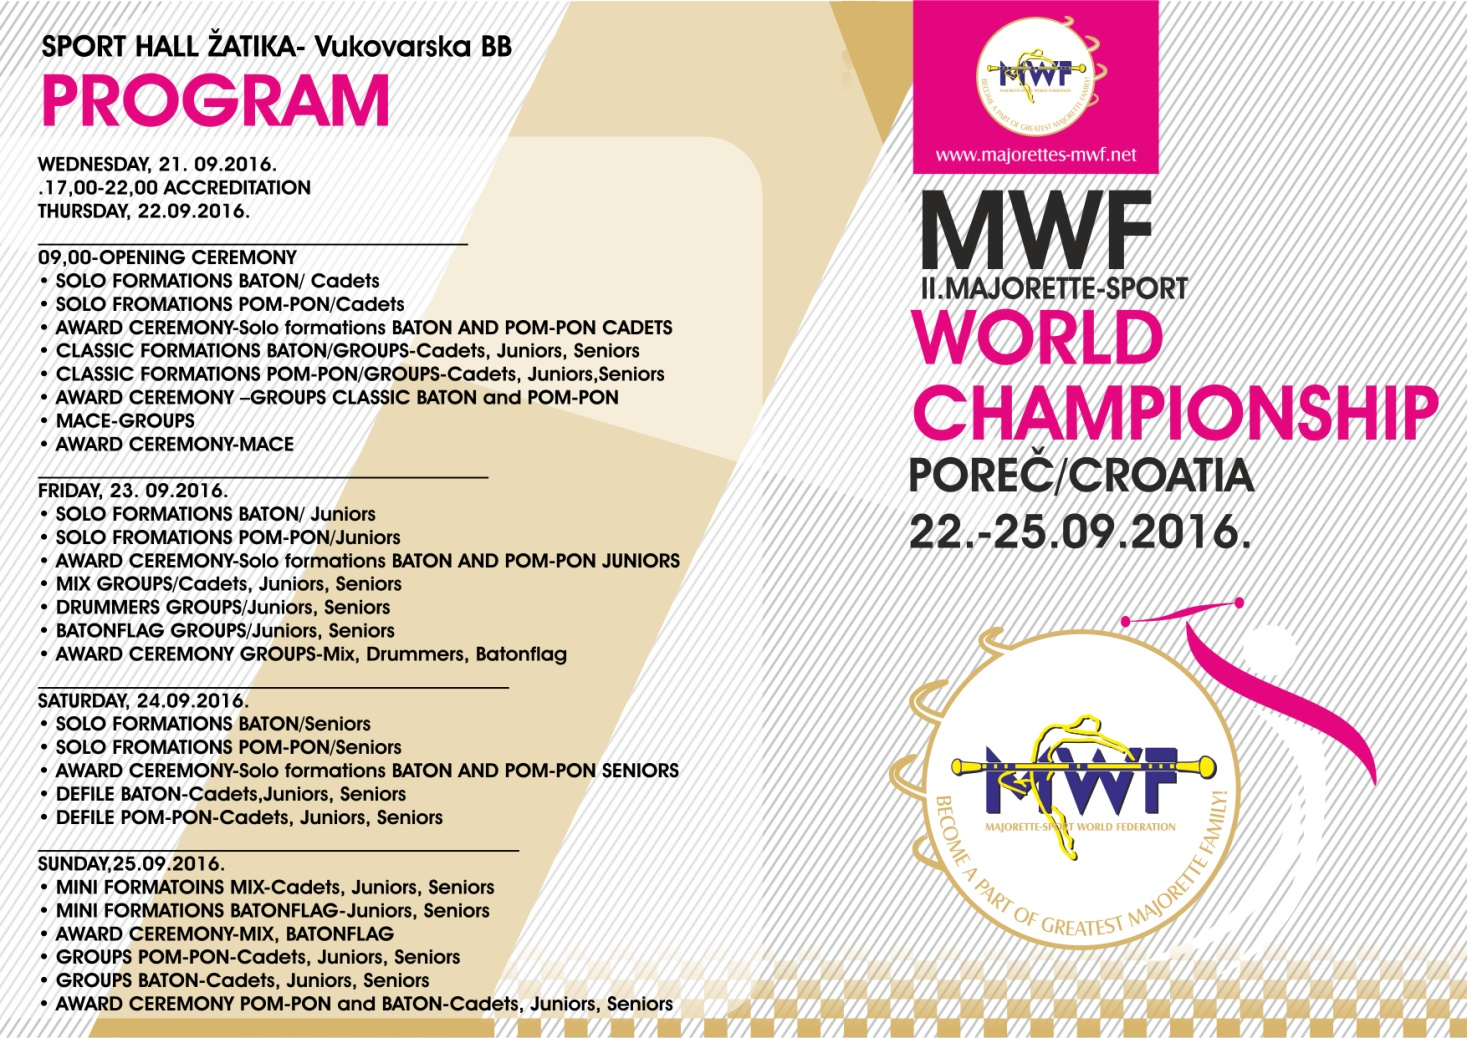 SPORT HALL ŽATIKA- Vukovarska BB
PROGRAM
WEDNESDAY, 21. 09.2016.
.17,00-22,00 ACCREDITATION
THURSDAY, 22.09.2016.
09,00-OPENING CEREMONY
• SOLO FORMATIONS BATON/ Cadets
• SOLO FROMATIONS POM-PON/Cadets
• AWARD CEREMONY-Solo formations BATON AND POM-PON CADETS
• CLASSIC FORMATIONS BATON/GROUPS-Cadets, Juniors, Seniors
• CLASSIC FORMATIONS POM-PON/GROUPS-Cadets, Juniors,Seniors
• AWARD CEREMONY –GROUPS CLASSIC BATON and POM-PON
• MACE-GROUPS
• AWARD CEREMONY-MACE
FRIDAY, 23. 09.2016.
• SOLO FORMATIONS BATON/ Juniors
• SOLO FROMATIONS POM-PON/Juniors
• AWARD CEREMONY-Solo formations BATON AND POM-PON JUNIORS
• MIX GROUPS/Cadets, Juniors, Seniors
• DRUMMERS GROUPS/Juniors, Seniors
• BATONFLAG GROUPS/Juniors, Seniors
• AWARD CEREMONY GROUPS-Mix, Drummers, Batonflag
SATURDAY, 24.09.2016.
• SOLO FORMATIONS BATON/Seniors
• SOLO FROMATIONS POM-PON/Seniors
• AWARD CEREMONY-Solo formations BATON AND POM-PON SENIORS
• DEFILE BATON-Cadets,Juniors, Seniors
• DEFILE POM-PON-Cadets, Juniors, Seniors
SUNDAY,25.09.2016.
• MINI FORMATOINS MIX-Cadets, Juniors, Seniors
• MINI FORMATIONS BATONFLAG-Juniors, Seniors
• AWARD CEREMONY-MIX, BATONFLAG
• GROUPS POM-PON-Cadets, Juniors, Seniors
• GROUPS BATON-Cadets, Juniors, Seniors
• AWARD CEREMONY POM-PON and BATON-Cadets, Juniors, Seniors
MWF
MAJORETTE-SPORT WORLD FEDERATION
BECOME A PART OF GREATEST MAJORETTE FAMILY!
www.majorettes-mwf.net
MWF
II.MAJORETTE-SPORT
WORLD
CHAMPIONSHIP
POREČ/CROATIA
22.-25.09.2016.
MWF
MAJORETTE-SPORT WORLD FEDERATION
BECOME A PART OF GREATEST MAJORETTE FAMILY!